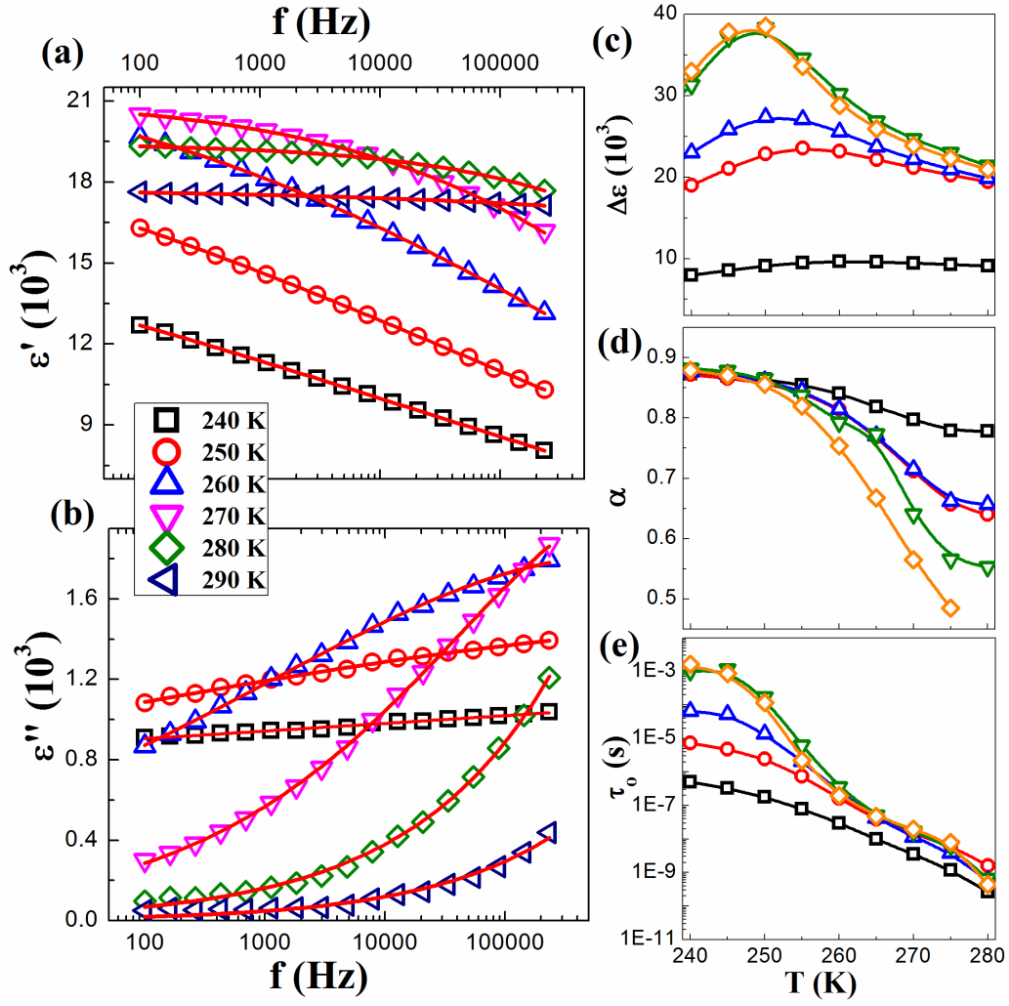 f (Hz)
(a)
100 1000 10000 100000
21
18
15
12
9
ε' (10³)
240 K
250 K
260 K
270 K
280 K
290 K
(b)
1.6
1.2
0.8
0.4
0.0
ε'' (10³)
100 1000 10000 100000
f (Hz)
(c)
40
30
20
10
Δε (10³)
(d)
0.9
0.8
0.7
0.6
0.5
α
(e)
1E-3
1E-5
1E-7
1E-9
1E-11
τ₀ (s)
240 250 260 270 280
T (K)